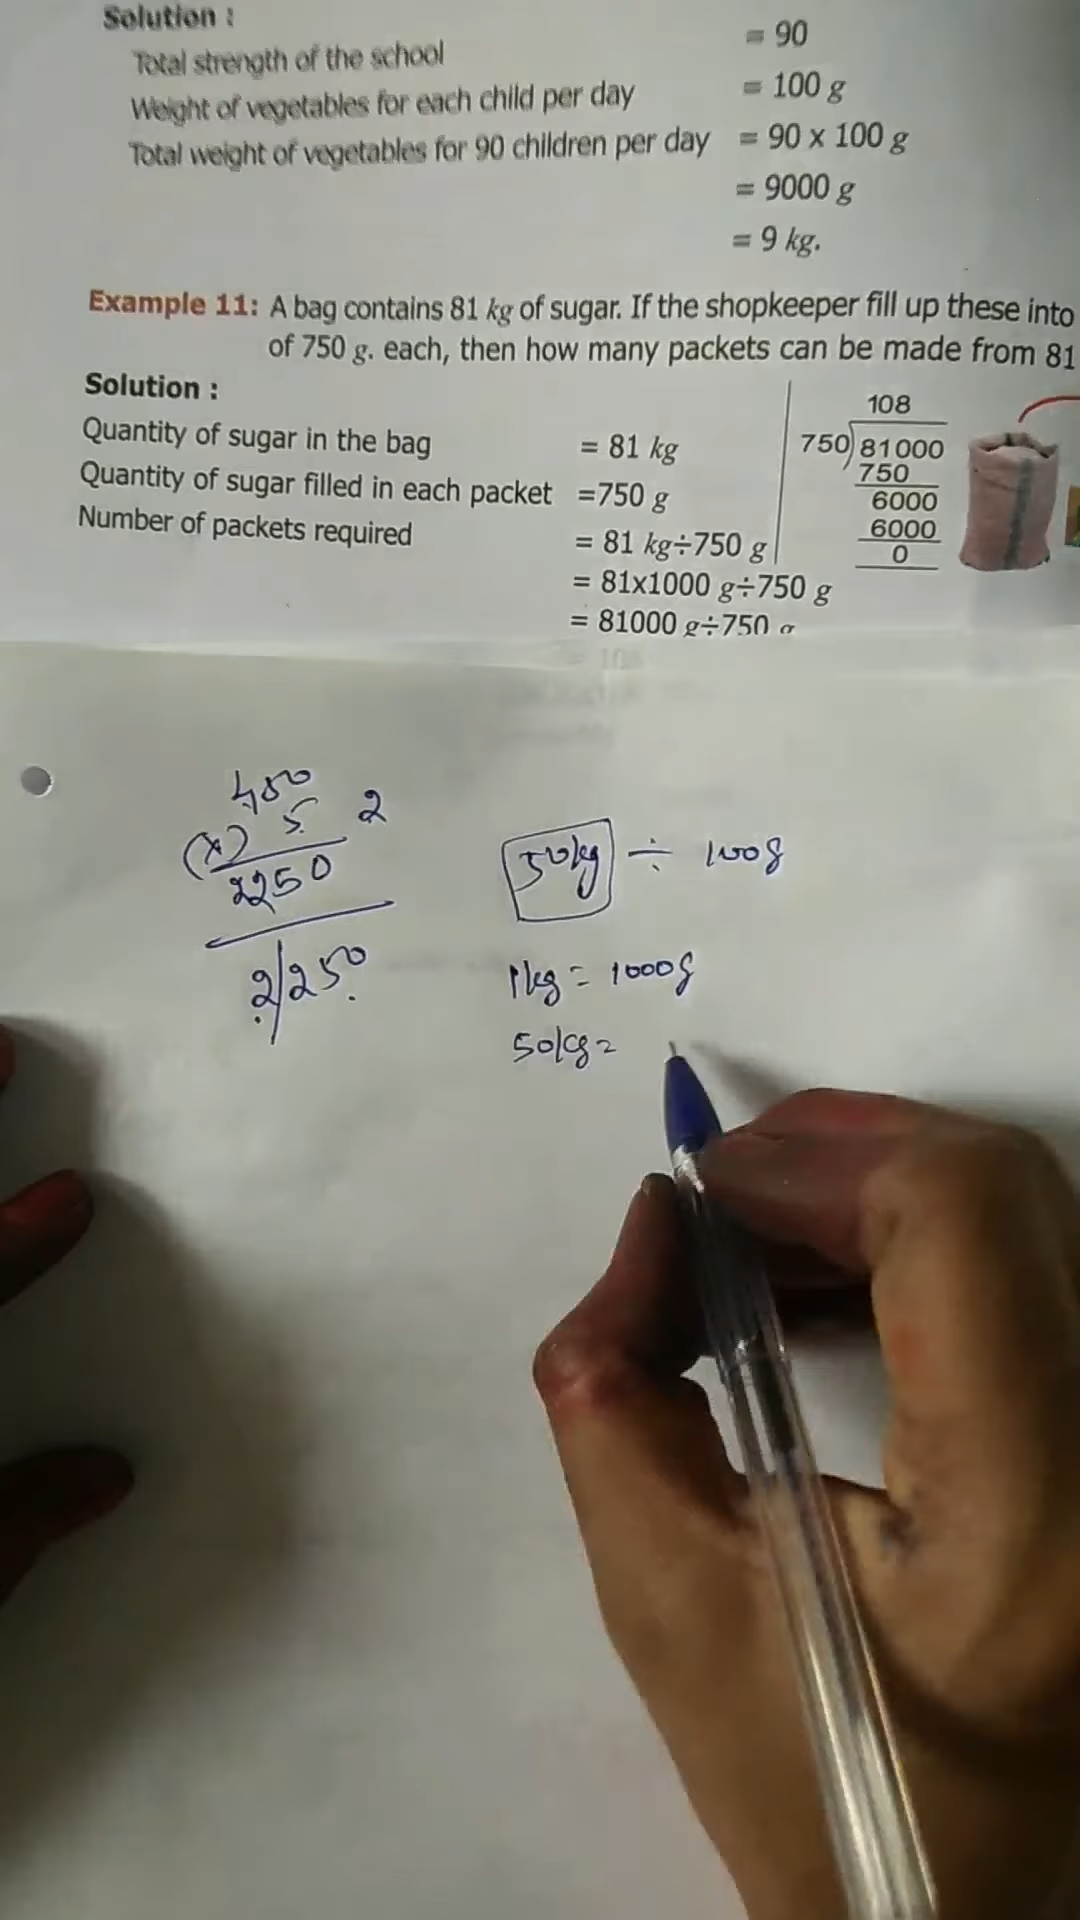 Solution :
Total strength of the school = 90
Weight of vegetables for each child per day = 100 g
Total weight of vegetables for 90 children per day = 90 x 100 g
= 9000 g
= 9 kg.
Example 11: A bag contains 81 kg of sugar. If the shopkeeper fill up these into
of 750 g. each, then how many packets can be made from 81
Solution :
Quantity of sugar in the bag = 81 kg
Quantity of sugar filled in each packet =750 g
Number of packets required = 81 kg÷750 g
= 81x1000 g÷750 g
= 81000 g÷750 g
108
750 81000
750
6000
6000
0
450
(x) 5 2
2250
2/250
50kg ÷ 100g
1kg = 1000g
50kg =